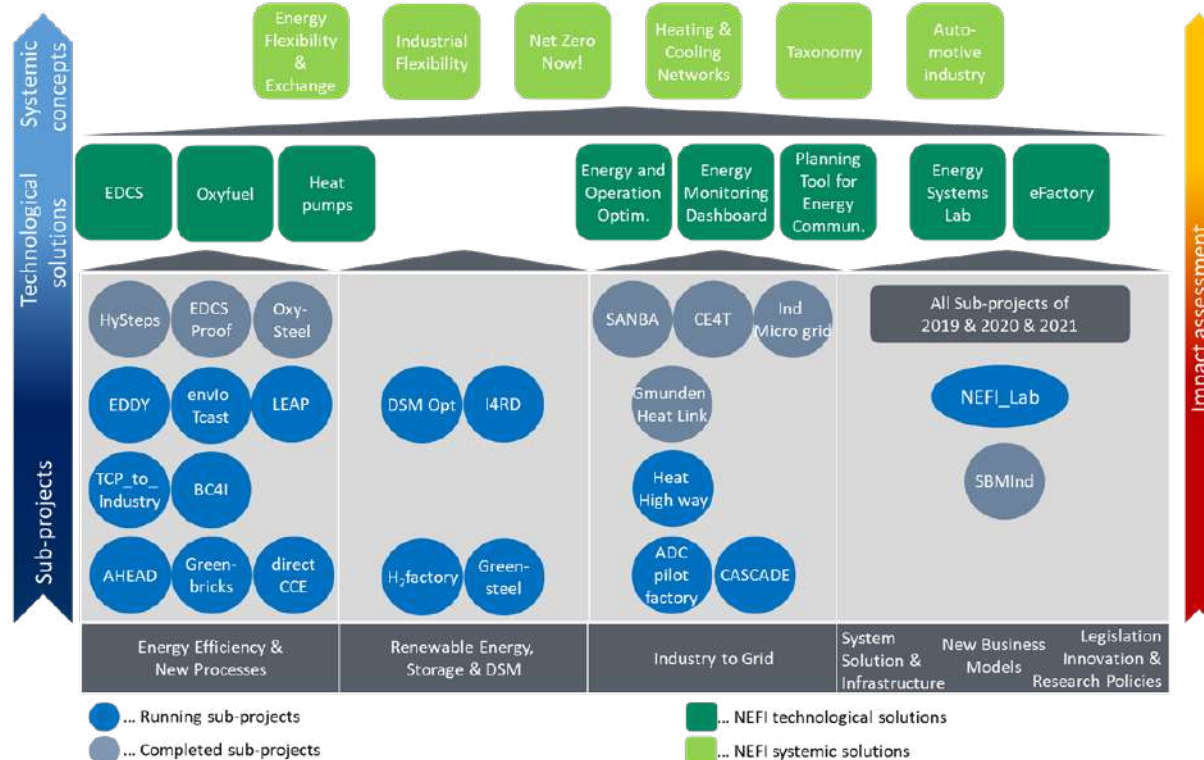 Systemic
concepts
Technological
solutions
Sub-projects
Impact assessment
Energy
Flexibility
&
Exchange
Industrial
Flexibility
Net Zero
Now!
Heating &
Cooling
Networks
Taxonomy
Auto-
motive
industry
EDCS
Oxyfuel
Heat
pumps
Energy and
Operation
Optim.
Energy
Monitoring
Dashboard
Planning
Tool for
Energy
Commun.
Energy
Systems
Lab
eFactory
HySteps
EDCS
Proof
Oxy-
Steel
SANBA
CE4T
Ind
Micro grid
All Sub-projects of
2019 & 2020 & 2021
EDDY
envIo
Tcast
LEAP
DSM Opt
I4RD
Gmunden
Heat Link
NEFI_Lab
TCP_to_
Industry
BC4I
Heat
High way
SBMInd
AHEAD
Green-
bricks
direct
CCE
H₂factory
Green-
steel
ADC
pilot
factory
CASCADE
Energy Efficiency &
New Processes
Renewable Energy,
Storage & DSM
Industry to Grid
System
Solution &
Infrastructure
New Business
Models
Legislation
Innovation &
Research Policies
... Running sub-projects
... Completed sub-projects
... NEFI technological solutions
... NEFI systemic solutions